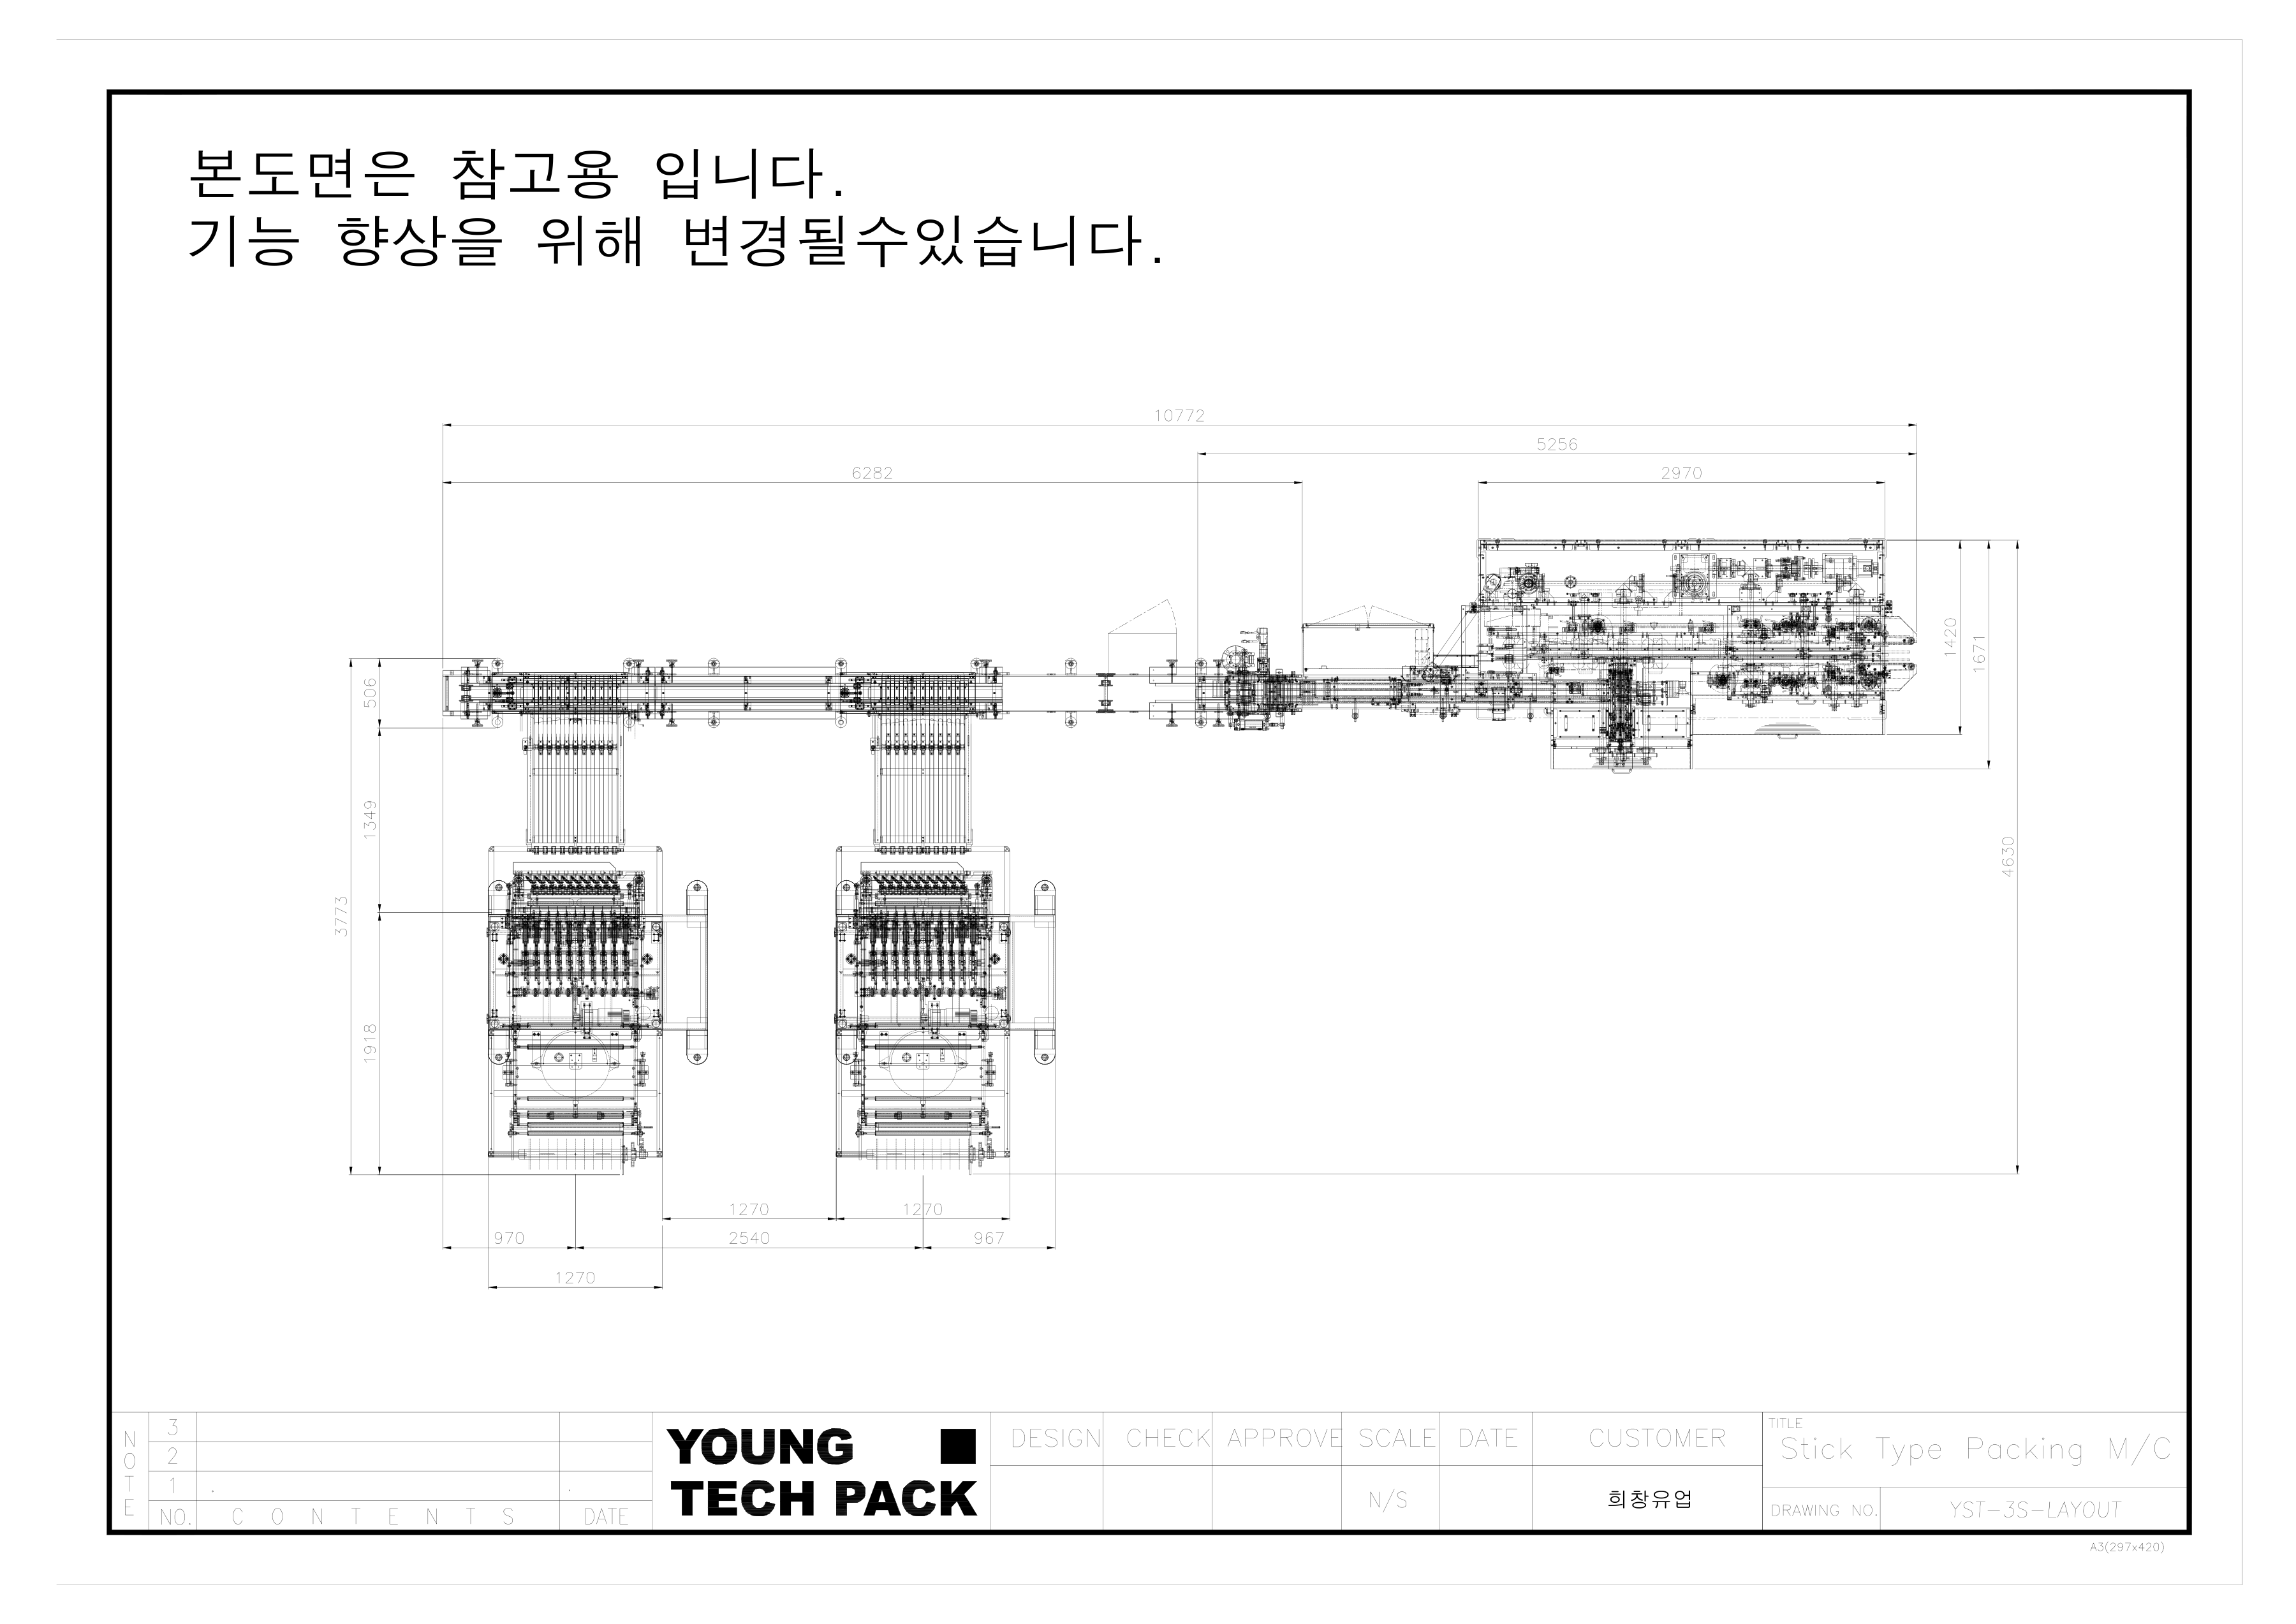 본도면은 참고용 입니다.
기능 향상을 위해 변경될수있습니다.
10772
5256
6282
2970
506
1349
3773
1918
1420
1671
4630
1270
1270
970
2540
967
1270
NOTE
3
2
1 . .
NO. CONTENTS DATE
YOUNG
TECH PACK
DESIGN CHECK APPROVE SCALE DATE CUSTOMER
N/S 희창유업
TITLE
Stick Type Packing M/C
DRAWING NO. YST-3S-LAYOUT
A3(297x420)